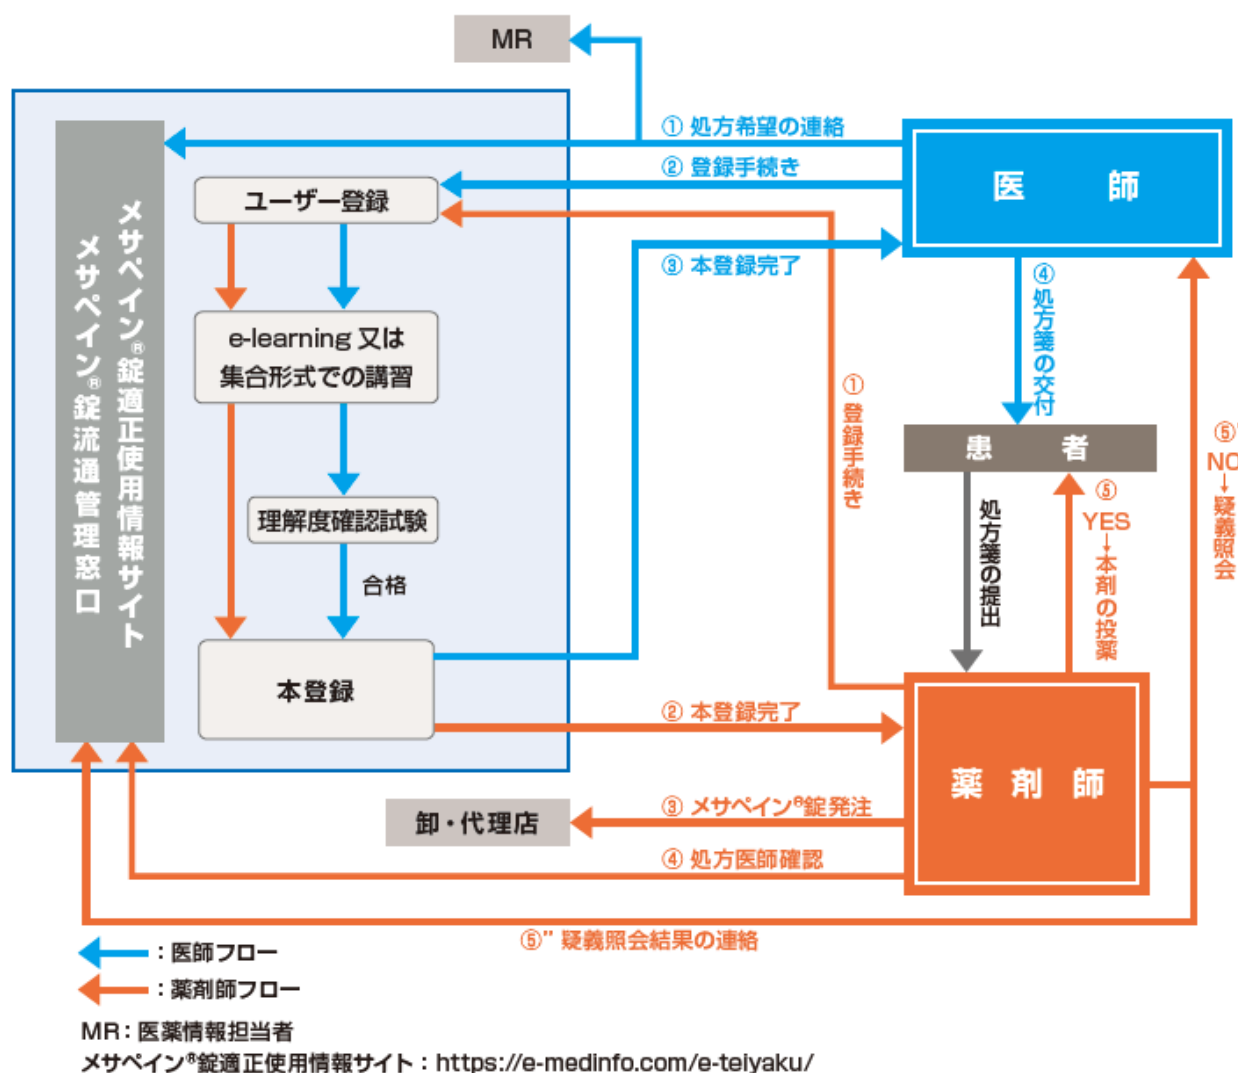 MR
① 処方希望の連絡
② 登録手続き
医 師
メサペイン®錠適正使用情報サイト
メサペイン®錠流通管理窓口
ユーザー登録
③ 本登録完了
④ 処方箋の交付
e-learning 又は
集合形式での講習
① 登録手続き
患 者
⑤'
NO
→疑義照会
⑤
YES
→本剤の投薬
処方箋の提出
理解度確認試験
合格
本登録
② 本登録完了
薬 剤 師
③ メサペイン®錠発注
卸・代理店
④ 処方医師確認
⑤” 疑義照会結果の連絡
:医師フロー
:薬剤師フロー
MR:医薬情報担当者
メサペイン®錠適正使用情報サイト:https://e-medinfo.com/e-teiyaku/